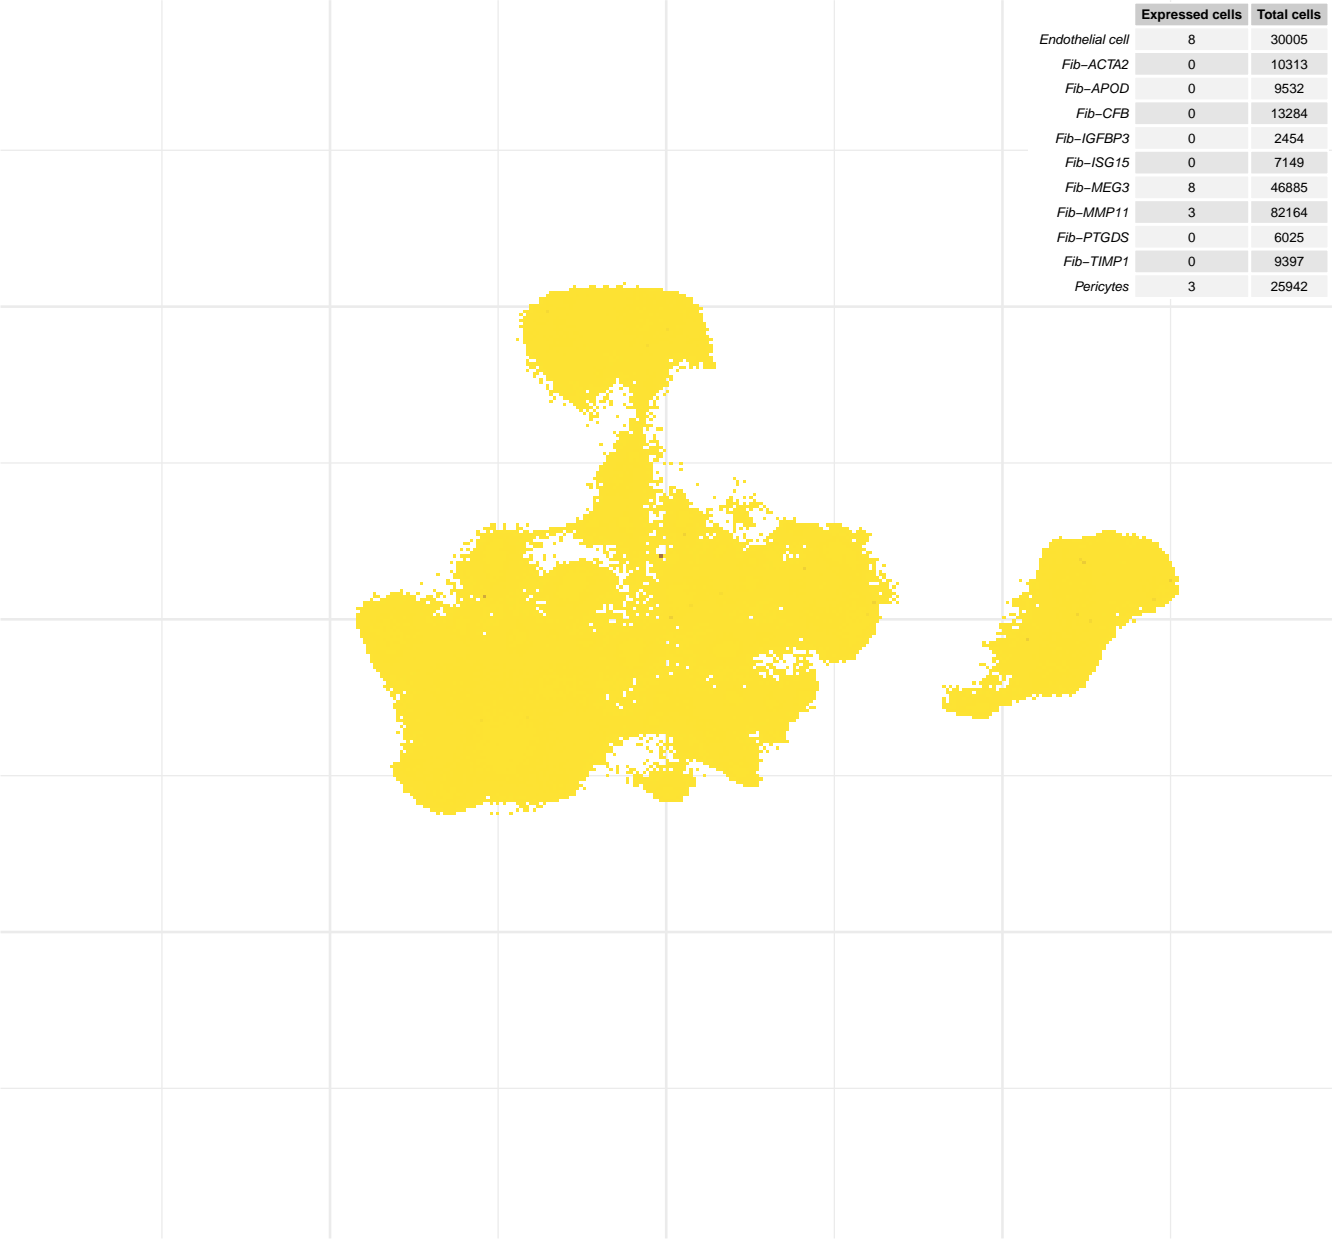 Expressed cells Total cells
Endothelial cell 8 30005
Fib−ACTA2 0 10313
Fib−APOD 0 9532
Fib−CFB 0 13284
Fib−IGFBP3 0 2454
Fib−ISG15 0 7149
Fib−MEG3 8 46885
Fib−MMP11 3 82164
Fib−PTGDS 0 6025
Fib−TIMP1 0 9397
Pericytes 3 25942